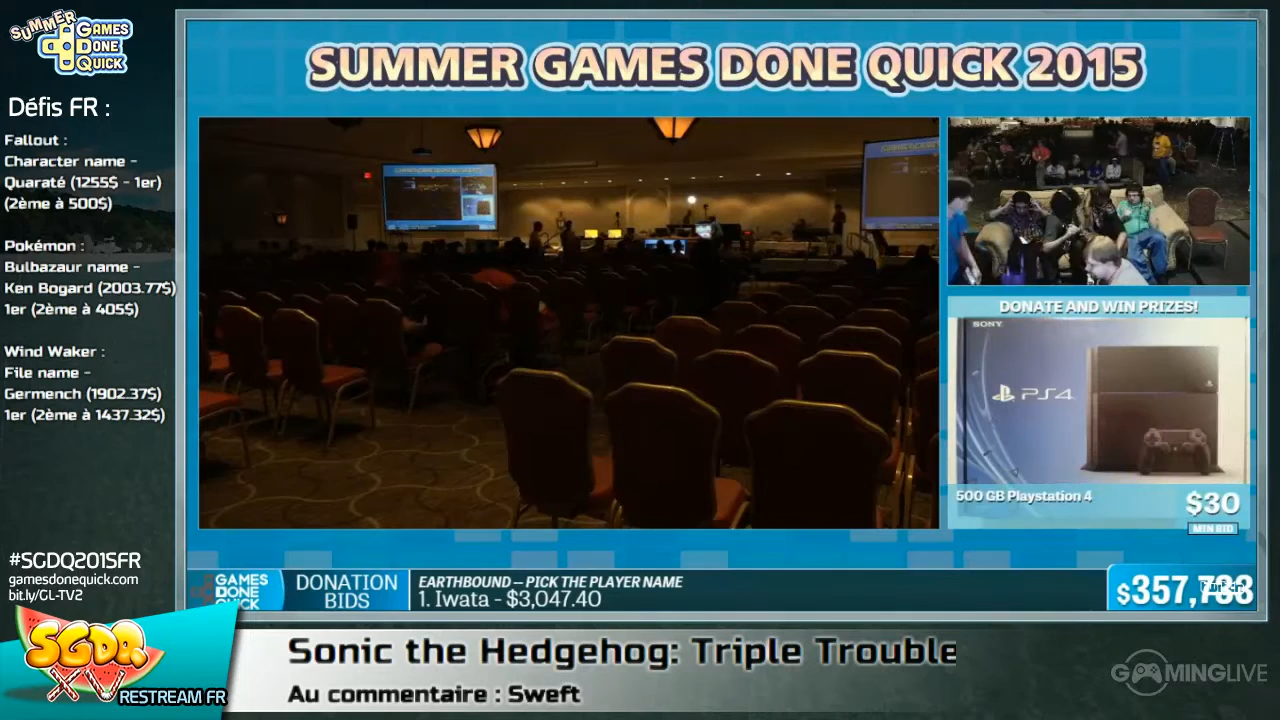 SUMMER GAMES DONE QUICK
Défis FR :
Fallout :
Character name -
Quaraté (1255$ - 1er)
(2ème à 500$)
Pokémon :
Bulbazaur name -
Ken Bogard (2003.77$)
1er (2ème à 405$)
Wind Waker :
File name -
Germench (1902.37$)
1er (2ème à 1437.32$)
#SGDQ2015FR
gamesdonequick.com
bit.ly/GL-TV2
SGDQ
RESTREAM FR
SUMMER GAMES DONE QUICK 2015
DONATE AND WIN PRIZES!
SONY
PS4
500 GB Playstation 4
$30
MIN BID
GAMES DONE QUICK
DONATION BIDS
EARTHBOUND – PICK THE PLAYER NAME
1. Iwata - $3,047.40
$357,
Sonic the Hedgehog: Triple Trouble
Au commentaire : Sweft
GAMINGLIVE